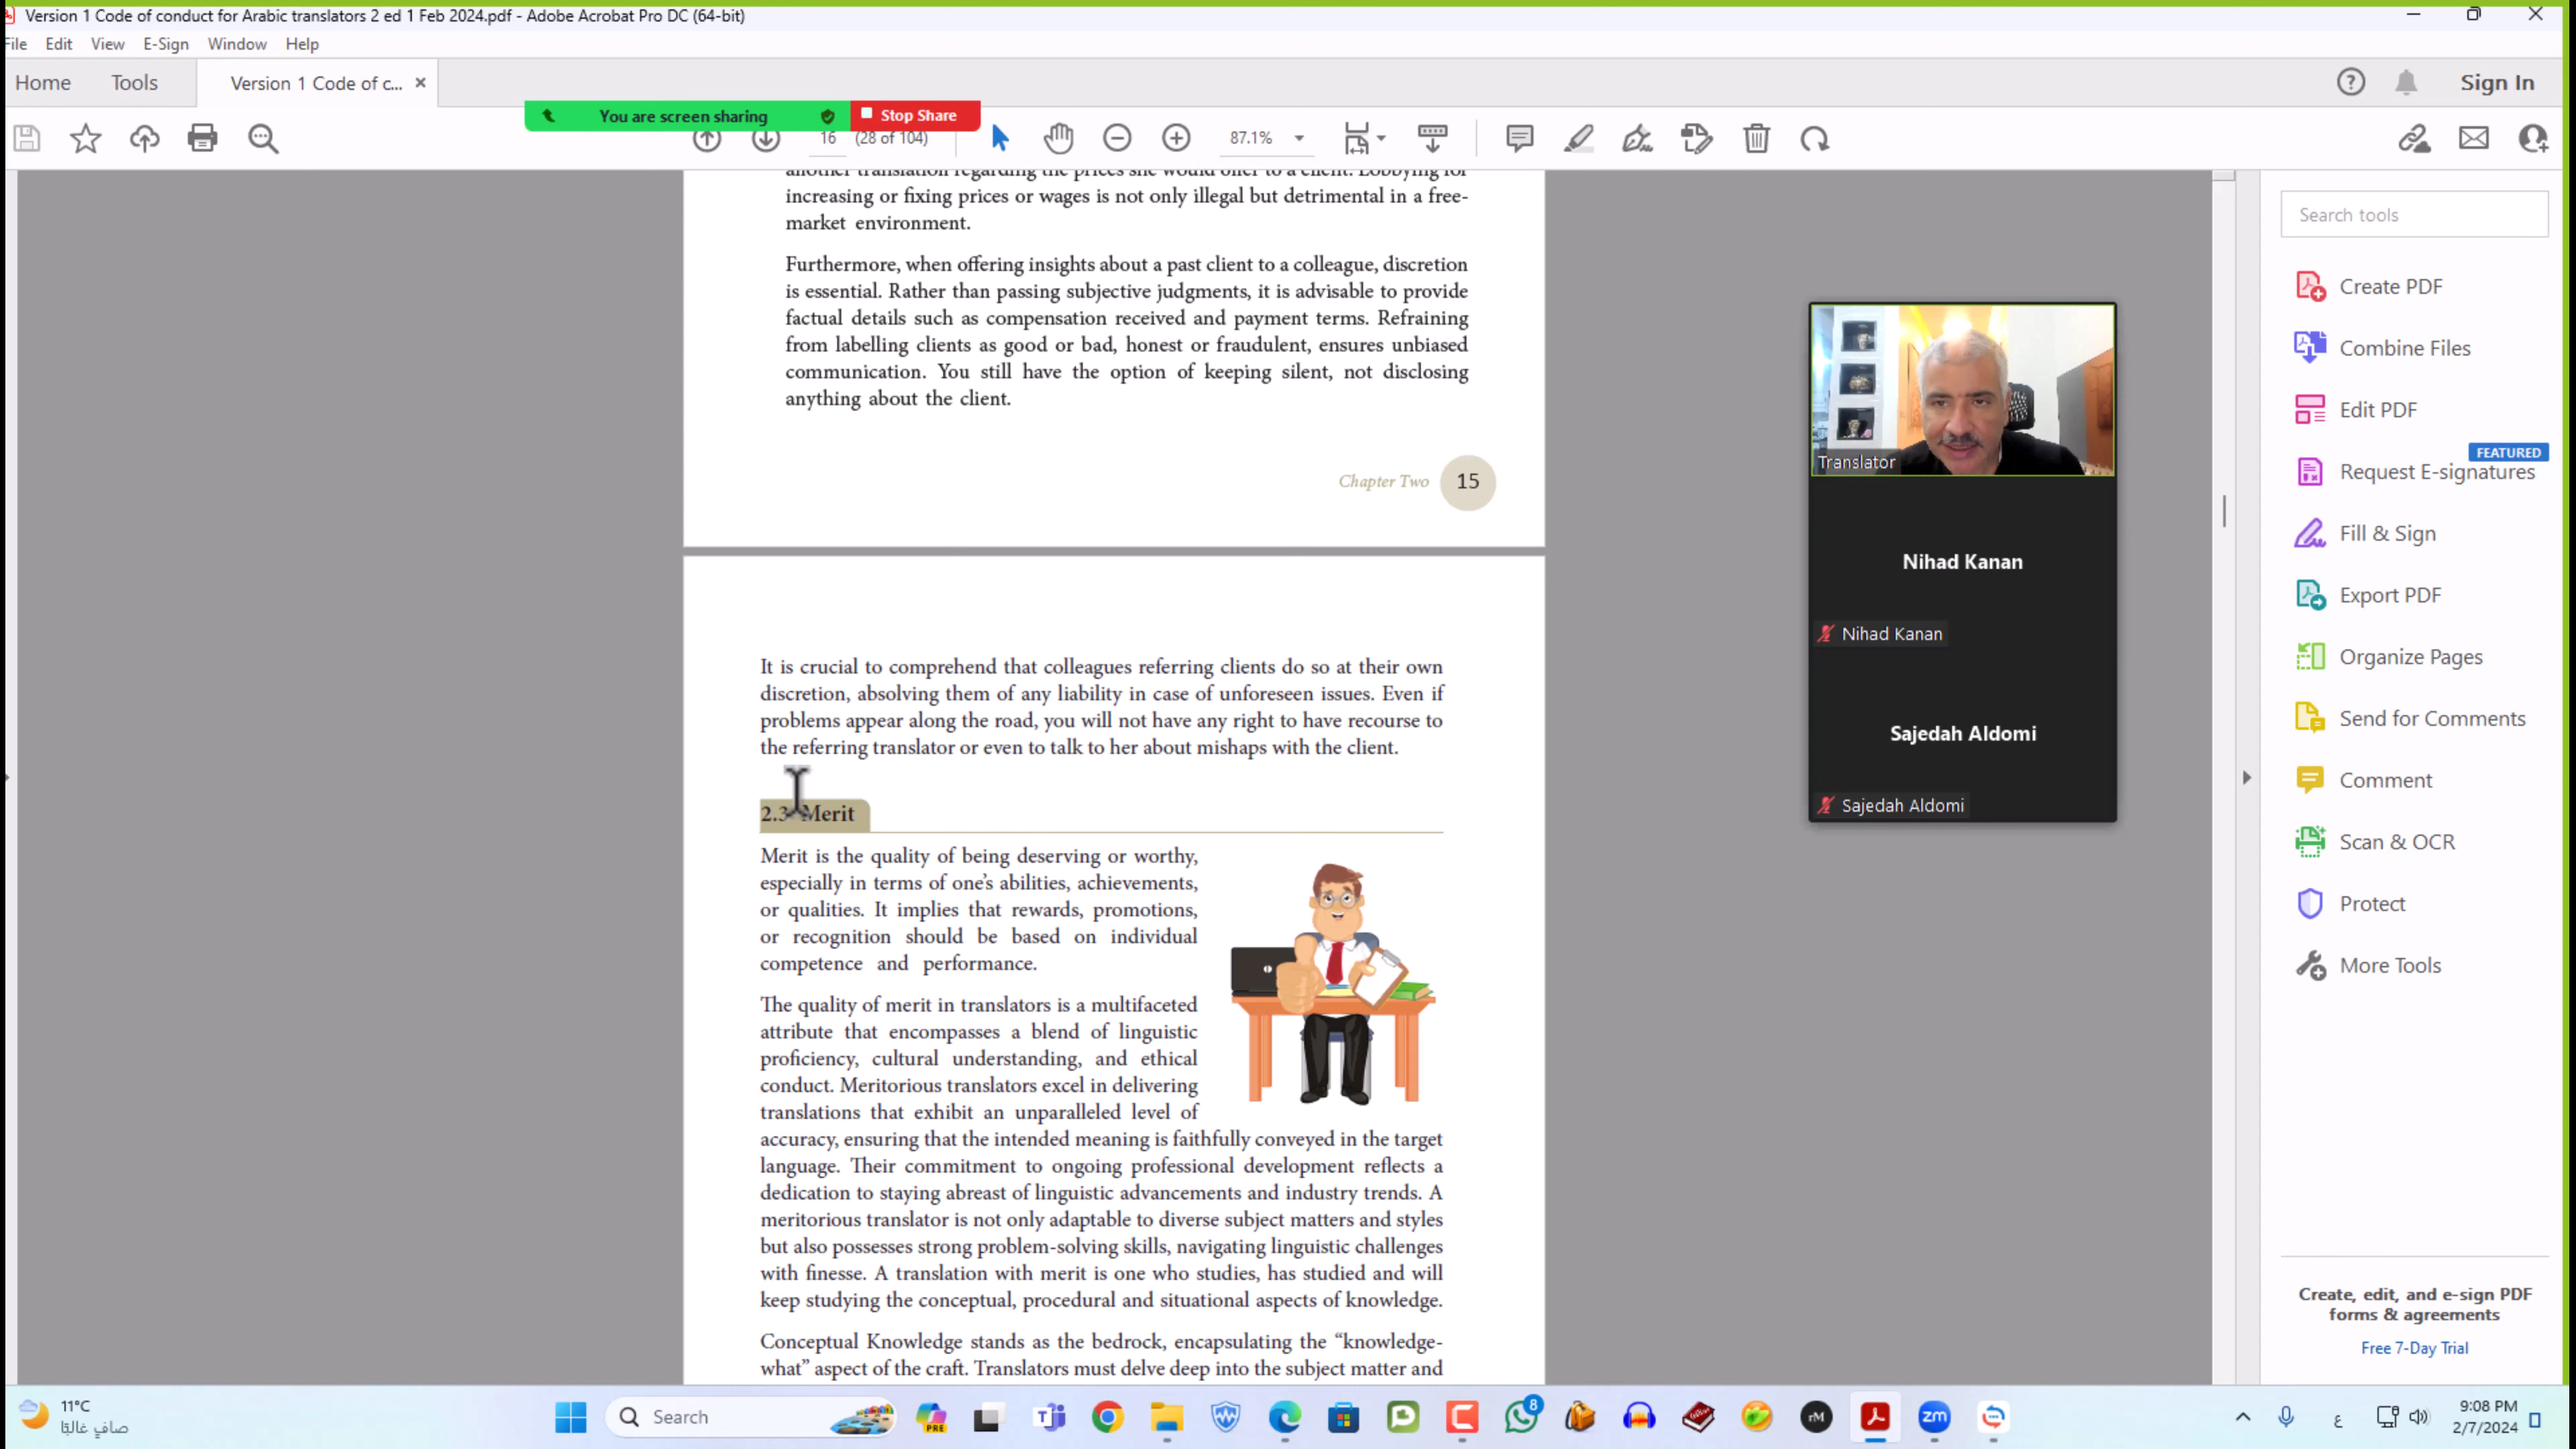 Version 1 Code of conduct for Arabic translators 2 ed 1 Feb 2024.pdf - Adobe Acrobat Pro DC (64-bit)
File Edit View E-Sign Window Help
Home Tools Version 1 Code of c... Sign In
You are screen sharing Stop Share
16 (28 of 104) 87.1%
another translation regarding the prices she would offer to a client. Lobbying for
increasing or fixing prices or wages is not only illegal but detrimental in a free-
market environment.
Furthermore, when offering insights about a past client to a colleague, discretion
is essential. Rather than passing subjective judgments, it is advisable to provide
factual details such as compensation received and payment terms. Refraining
from labelling clients as good or bad, honest or fraudulent, ensures unbiased
communication. You still have the option of keeping silent, not disclosing
anything about the client.
Chapter Two 15
It is crucial to comprehend that colleagues referring clients do so at their own
discretion, absolving them of any liability in case of unforeseen issues. Even if
problems appear along the road, you will not have any right to have recourse to
the referring translator or even to talk to her about mishaps with the client.
2.3 Merit
Merit is the quality of being deserving or worthy,
especially in terms of one's abilities, achievements,
or qualities. It implies that rewards, promotions,
or recognition should be based on individual
competence and performance.
The quality of merit in translators is a multifaceted
attribute that encompasses a blend of linguistic
proficiency, cultural understanding, and ethical
conduct. Meritorious translators excel in delivering
translations that exhibit an unparalleled level of
accuracy, ensuring that the intended meaning is faithfully conveyed in the target
language. Their commitment to ongoing professional development reflects a
dedication to staying abreast of linguistic advancements and industry trends. A
meritorious translator is not only adaptable to diverse subject matters and styles
but also possesses strong problem-solving skills, navigating linguistic challenges
with finesse. A translation with merit is one who studies, has studied and will
keep studying the conceptual, procedural and situational aspects of knowledge.
Conceptual Knowledge stands as the bedrock, encapsulating the “knowledge-
what” aspect of the craft. Translators must delve deep into the subject matter and
Translator
Nihad Kanan
Nihad Kanan
Sajedah Aldomi
Sajedah Aldomi
Search tools
Create PDF
Combine Files
Edit PDF
FEATURED
Request E-signatures
Fill & Sign
Export PDF
Organize Pages
Send for Comments
Comment
Scan & OCR
Protect
More Tools
Create, edit, and e-sign PDF
forms & agreements
Free 7-Day Trial
11°C
صافٍ غالبًا
Search
PRE
8
rM
zm
ع
9:08 PM
2/7/2024